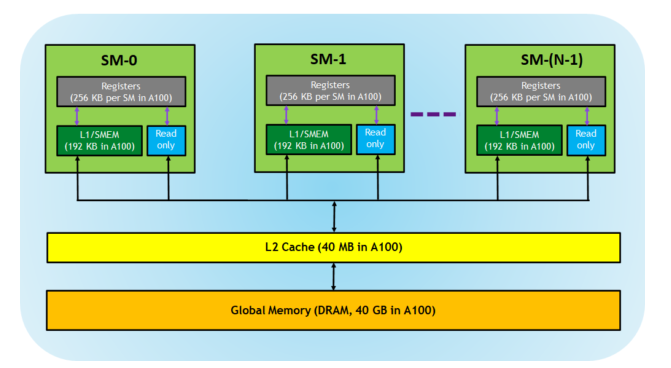 SM-0
Registers
(256 KB per SM in A100)
L1/SMEM
(192 KB in A100)
Read
only
SM-1
Registers
(256 KB per SM in A100)
L1/SMEM
(192 KB in A100)
Read
only
SM-(N-1)
Registers
(256 KB per SM in A100)
L1/SMEM
(192 KB in A100)
Read
only
L2 Cache (40 MB in A100)
Global Memory (DRAM, 40 GB in A100)